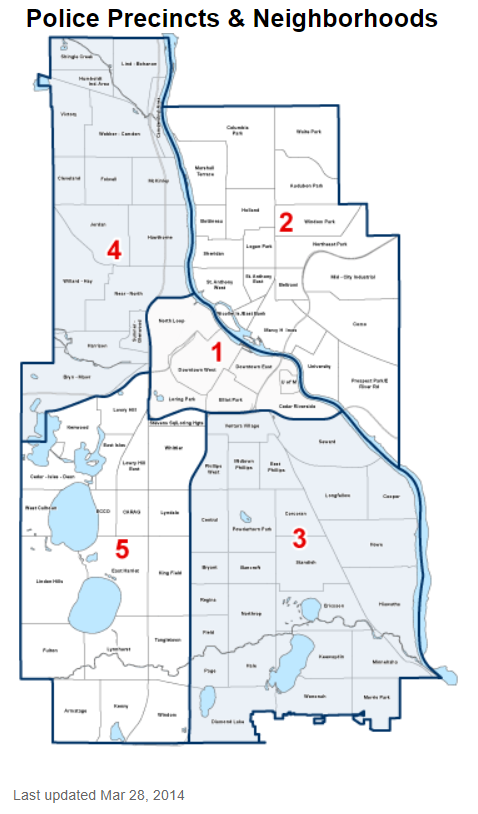 Police Precincts & Neighborhoods
Shingle Creek
Lind - Bohanon
Humboldt
Ind. Area
Victory
Webber - Camden
Columbia
Park
Waite Park
Marshall
Terrace
Audubon Park
Cleveland
Folwell
McKinley
Holland
Bottineau
2
Windom Park
Jordan
Hawthorne
Logan Park
Northeast Park
4
Sheridan
St. Anthony
West
St. Anthony
East
Beltrami
Mid - City Industrial
Willard - Hay
Near - North
Sumner
Glenwood
North Loop
Marcy Holmes
Como
Harrison
1
Downtown West
Downtown East
University
Bryn - Mawr
U of M
Prospect Park/E
River Rd
Loring Park
Elliot Park
Cedar Riverside
Lowry Hill
Kenwood
Ventura Village
Seward
East Isles
Whittier
Lowry Hill
East
Phillips
West
Midtown
Phillips
East
Phillips
Cedar - Isles - Dean
Longfellow
Cooper
West Calhoun
ECCO
CARAG
Lyndale
Central
Powderhorn Park
Corcoran
3
Howe
5
East Harriet
King Field
Bryant
Bancroft
Standish
Linden Hills
Regina
Northrop
Ericsson
Hiawatha
Field
Fulton
Lynnhurst
Tangletown
Page
Hale
Keewaydin
Minnehaha
Wenonah
Morris Park
Armatage
Kenny
Windom
Diamond Lake
Last updated Mar 28, 2014